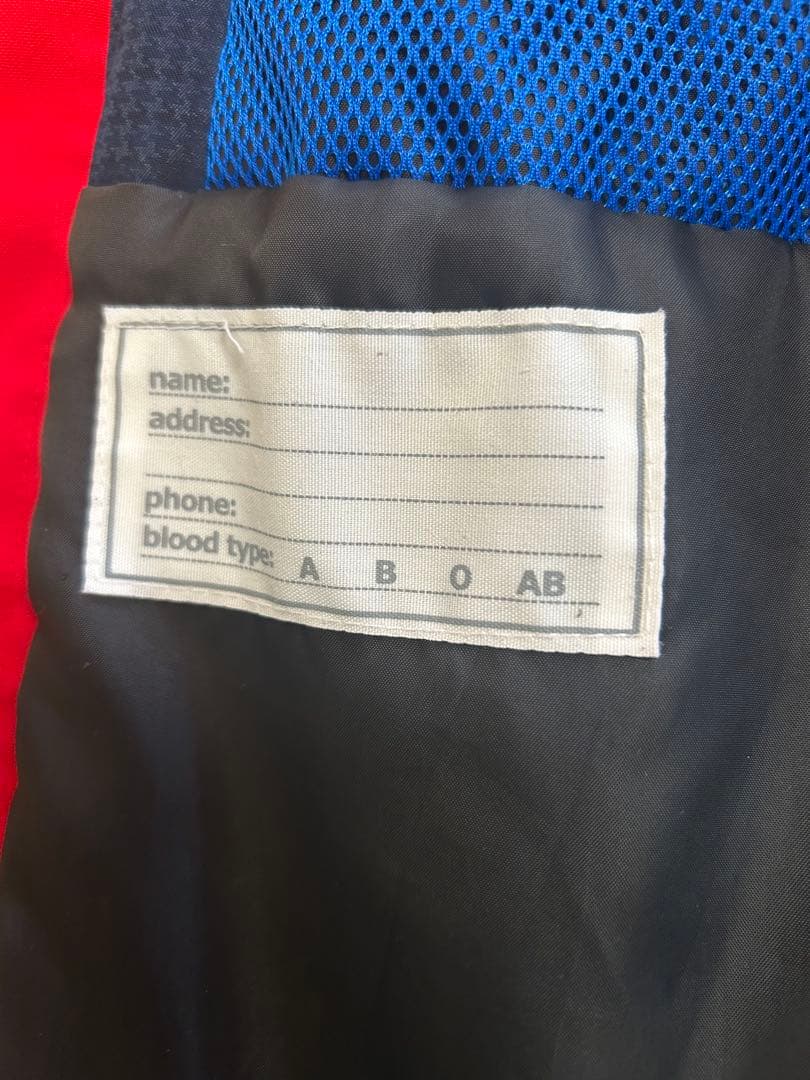 name:
address:
phone:
blood type: A B O AB